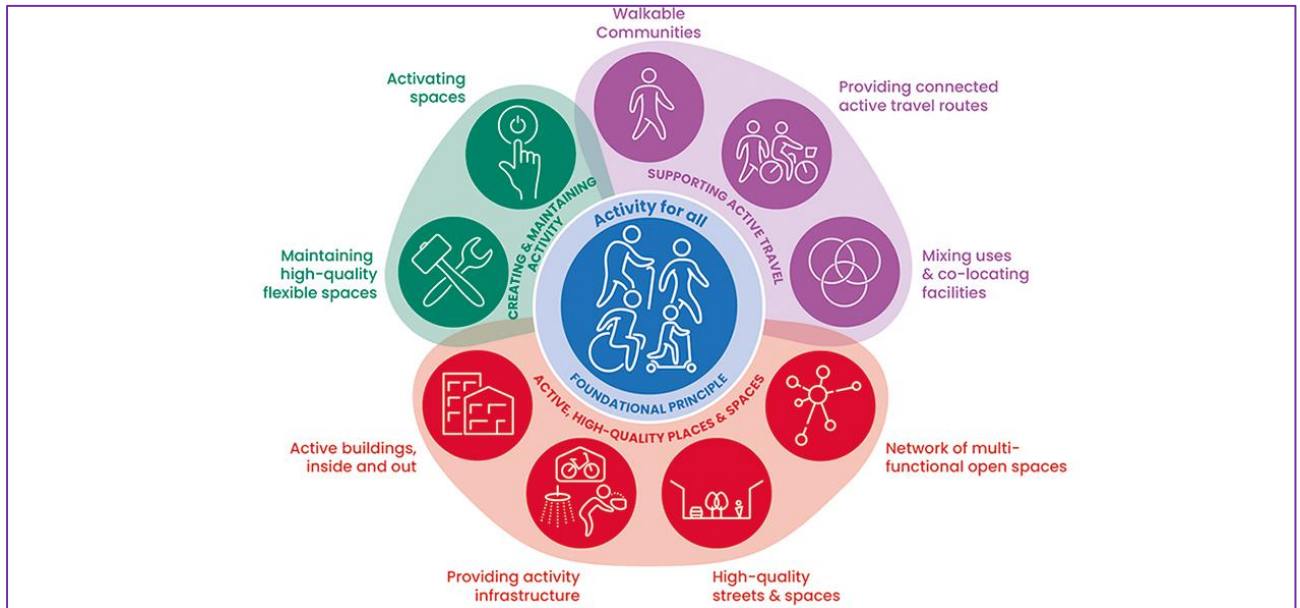 Walkable
Communities
Activating
spaces
Providing connected
active travel routes
SUPPORTING ACTIVE TRAVEL
CREATING & MAINTAINING
ACTIVITY
Activity for all
Maintaining
high-quality
flexible spaces
Mixing uses
& co-locating
facilities
FOUNDATIONAL PRINCIPLE
ACTIVE, HIGH-QUALITY PLACES & SPACES
Active buildings,
inside and out
Network of multi-
functional open spaces
Providing activity
infrastructure
High-quality
streets & spaces